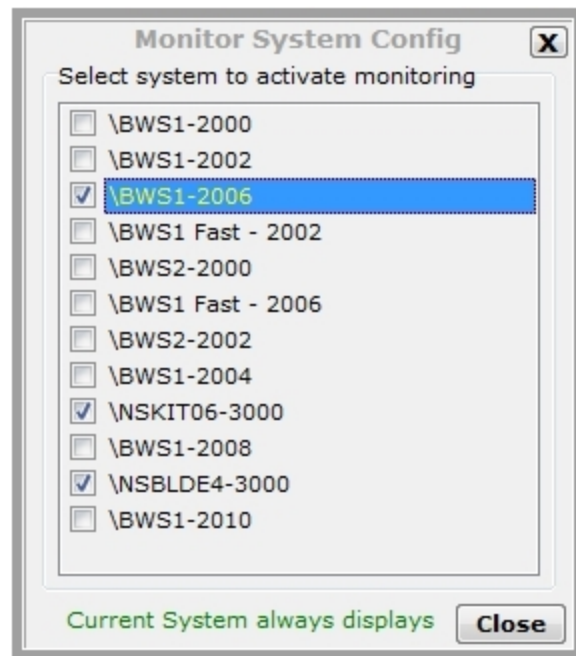 Monitor System Config X
Select system to activate monitoring
\BWS1-2000
\BWS1-2002
\BWS1-2006
\BWS1 Fast - 2002
\BWS2-2000
\BWS1 Fast - 2006
\BWS2-2002
\BWS1-2004
\NSKIT06-3000
\BWS1-2008
\NSBLDE4-3000
\BWS1-2010
Current System always displays Close